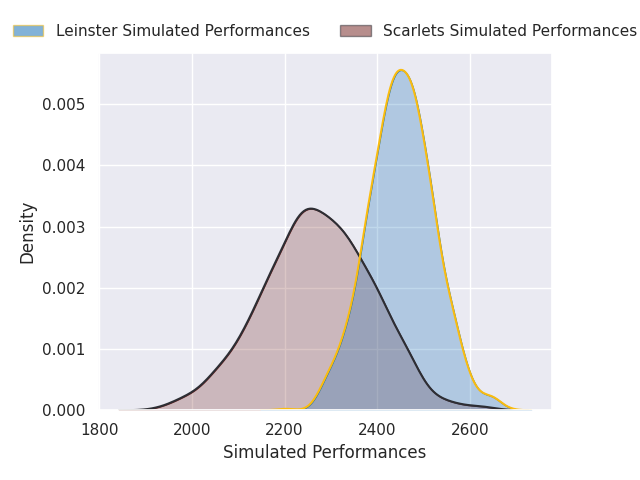 Leinster Simulated Performances
Scarlets Simulated Performances
0.005
0.004
0.003
0.002
0.001
0.000
Density
1800
2000
2200
2400
2600
Simulated Performances